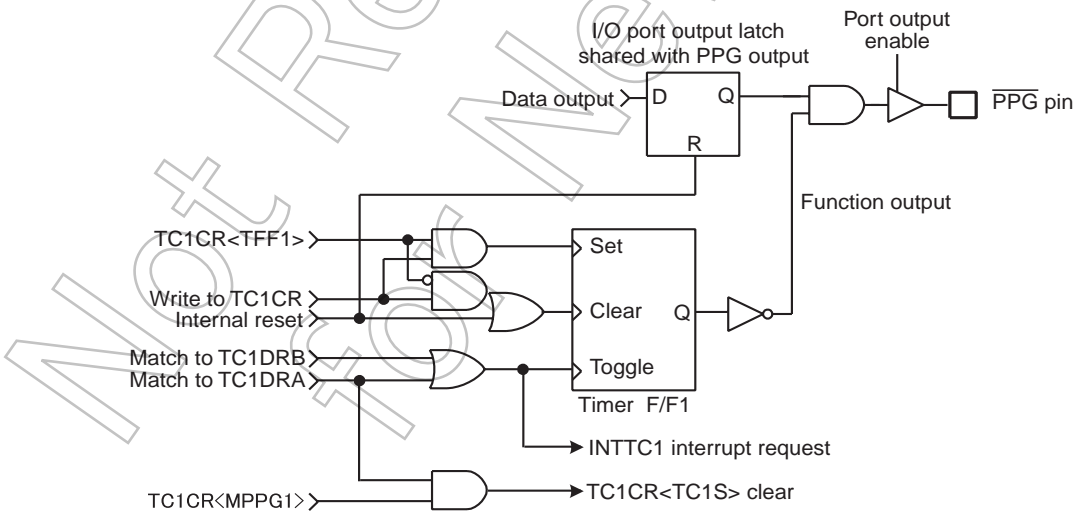 Port output
enable
I/O port output latch
shared with PPG output
Data output
D
Q
R
PPG pin
Function output
TC1CR<TFF1>
Set
Write to TC1CR
Internal reset
Clear
Q
Match to TC1DRB
Match to TC1DRA
Toggle
Timer F/F1
INTTC1 interrupt request
TC1CR<MPPG1>
TC1CR<TC1S> clear